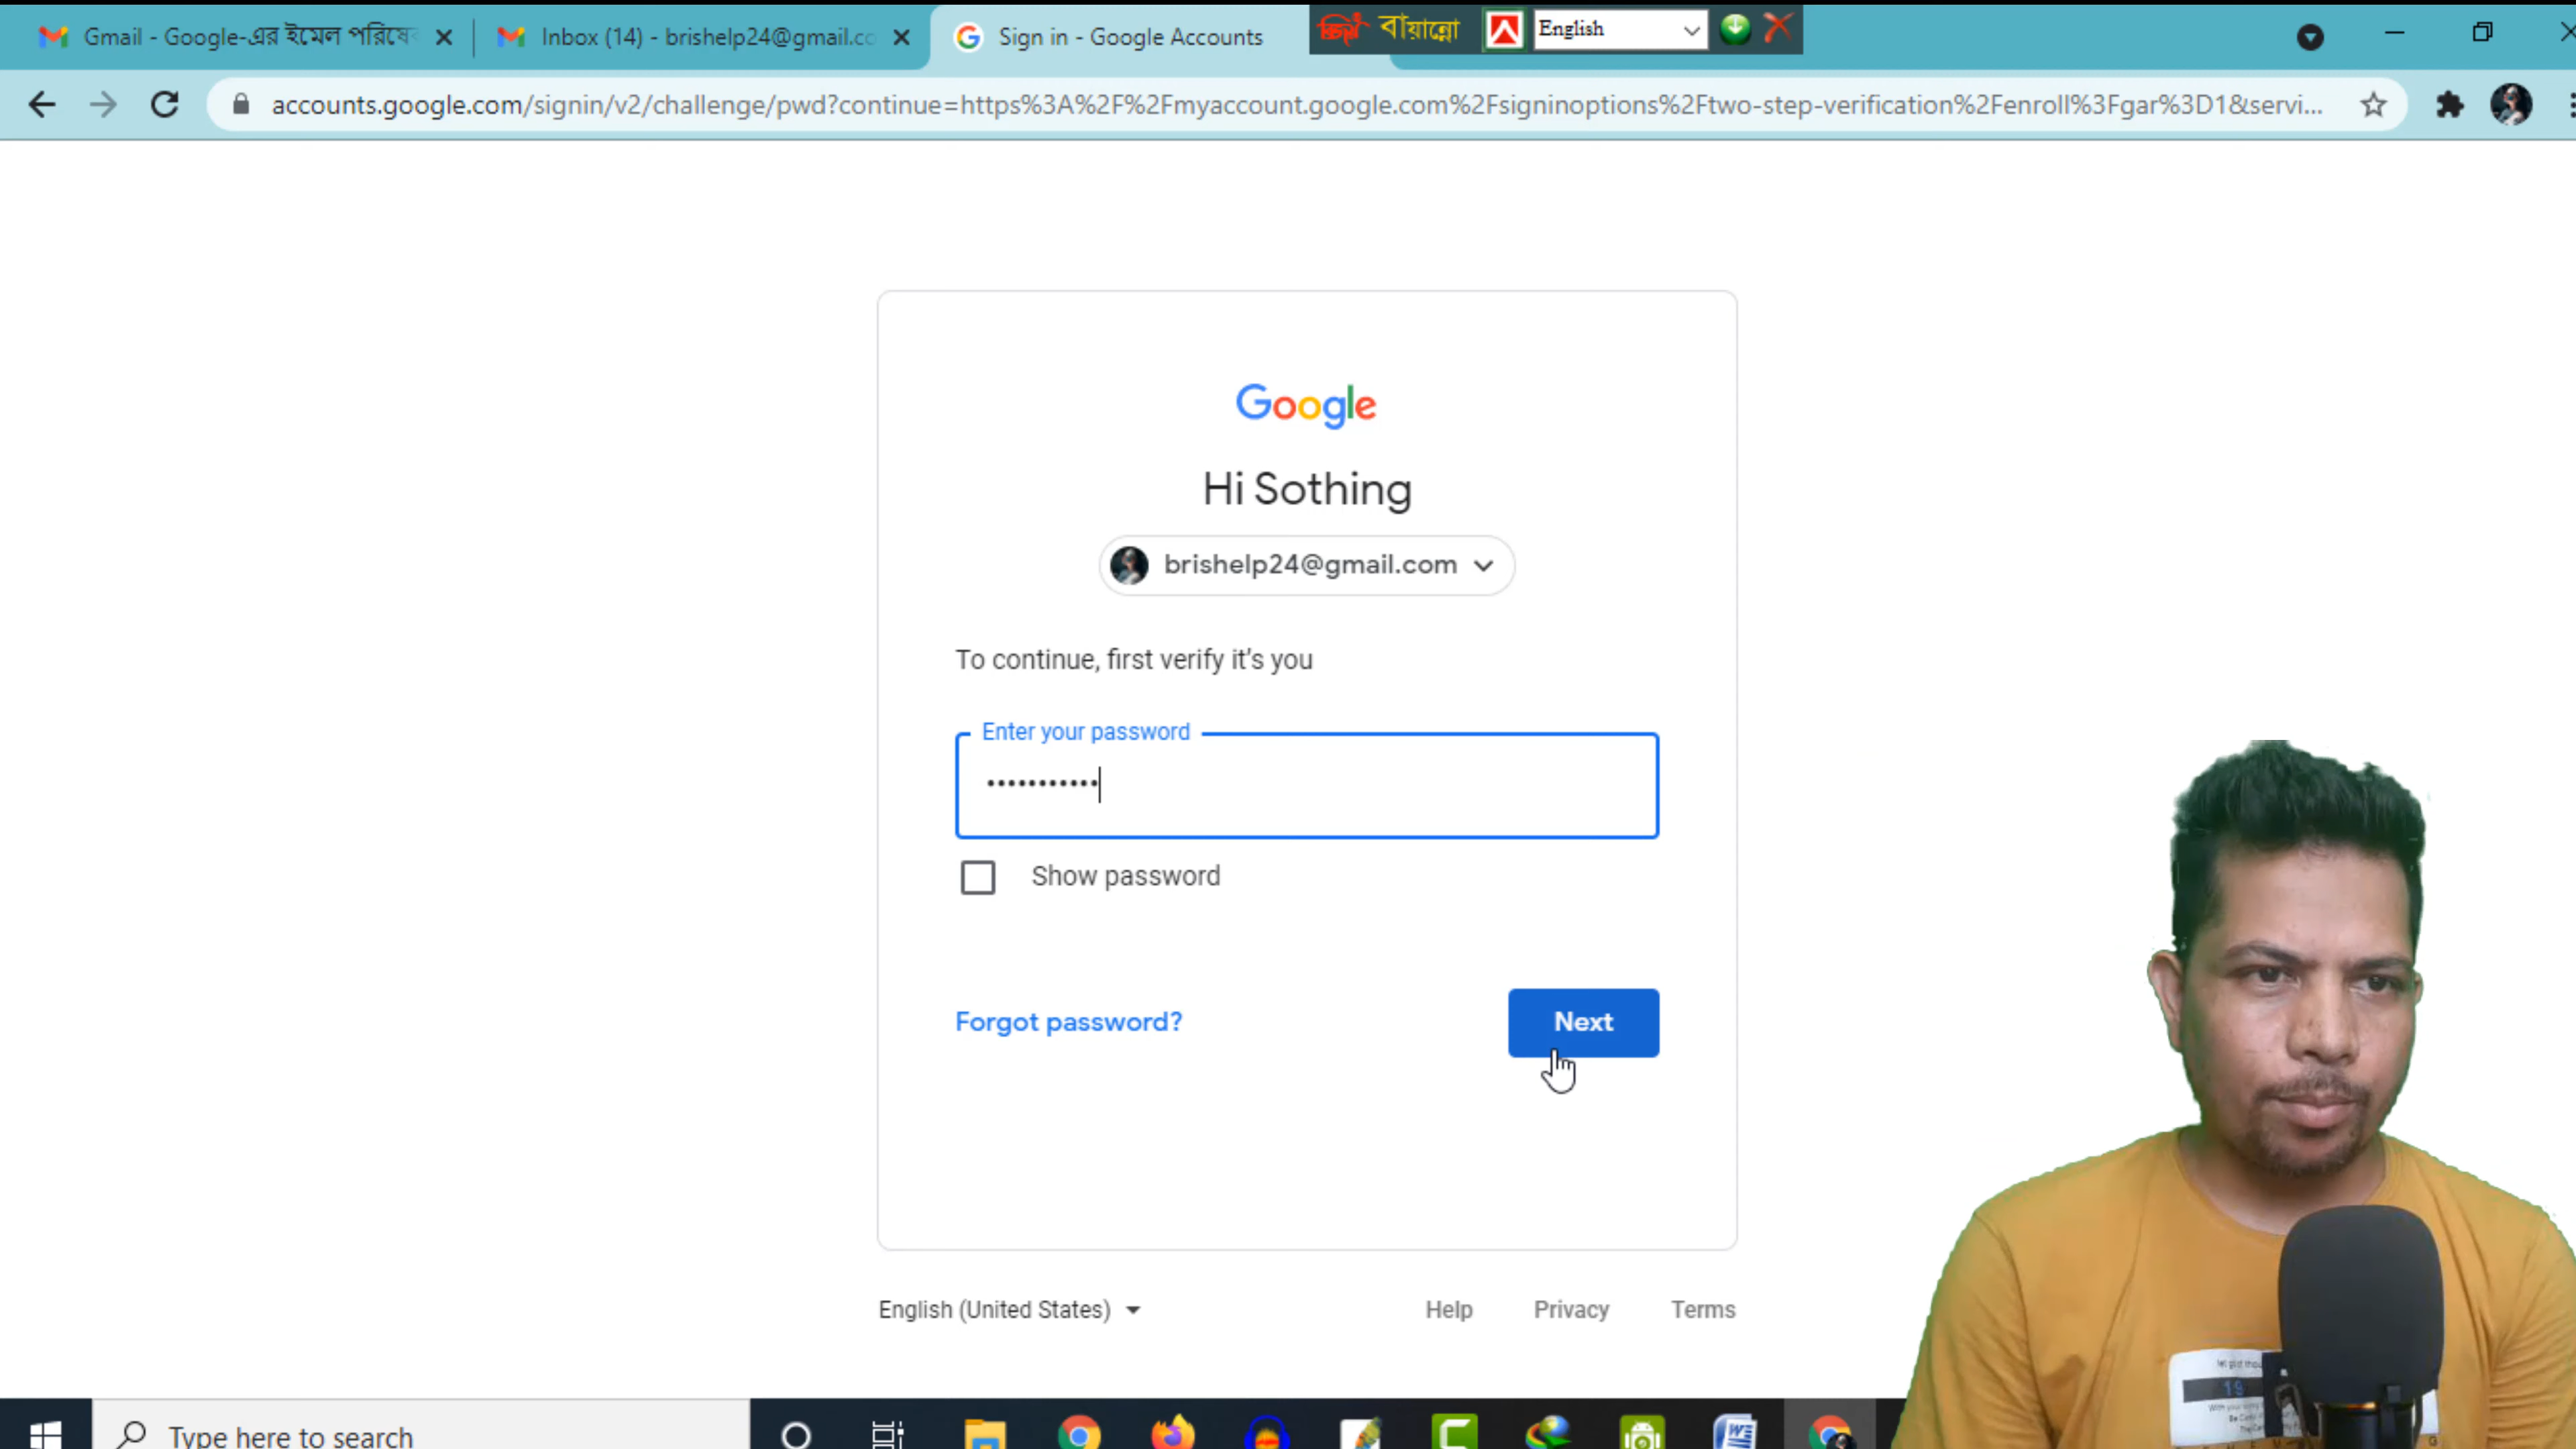 Gmail - Google-এর ইমেল পরিষে
Inbox (14) - brishelp24@gmail.co
Sign in - Google Accounts
বায়ান্নো
English
accounts.google.com/signin/v2/challenge/pwd?continue=https%3A%2F%2Fmyaccount.google.com%2Fsigninoptions%2Ftwo-step-verification%2Fenroll%3Fgar%3D1&servi...
Google
Hi Sothing
brishelp24@gmail.com
To continue, first verify it's you
Enter your password
•••••••••••
Show password
Forgot password?
Next
English (United States)
Help
Privacy
Terms
Type here to search
19